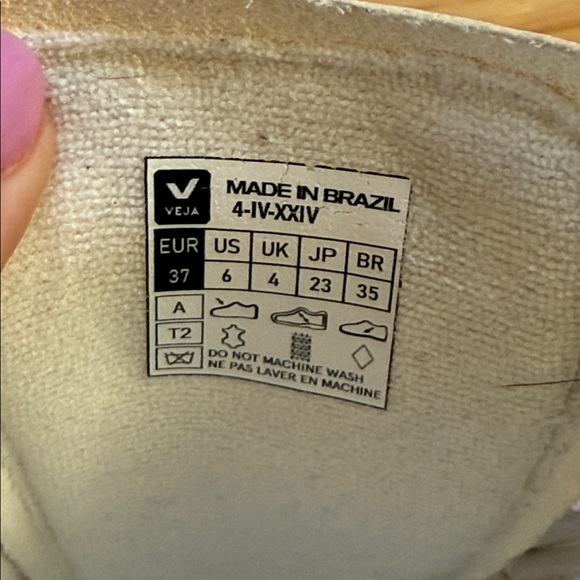 V
VEJA
MADE IN BRAZIL
4-IV-XXIV
EUR US UK JP BR
37 6 4 23 35
A
T2
DO NOT MACHINE WASH
NE PAS LAVER EN MACHINE